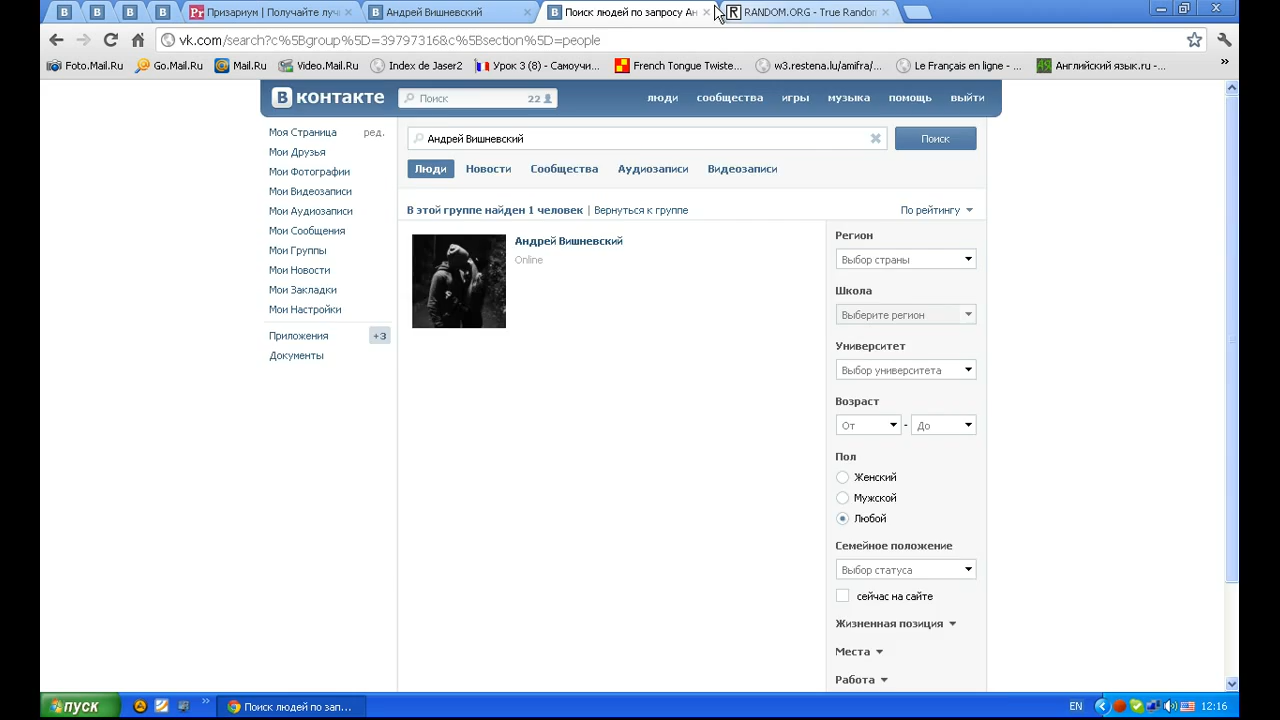 Призариум | Получайте луч
Андрей Вишневский
Поиск людей по запросу Ан
RANDOM.ORG - True Random
vk.com/search?c%5Bgroup%5D=39797316&c%5Bsection%5D=people
Foto.Mail.Ru
Go.Mail.Ru
Mail.Ru
Video.Mail.Ru
Index de Jaser2
Урок 3 (8) - Самоучи...
French Tongue Twiste...
w3.restena.lu/amifra/...
Le Français en ligne - ...
Английский язык.ru - ...
В контакте
Поиск
22
люди
сообщества
игры
музыка
помощь
выйти
Моя Страница
ред.
Мои Друзья
Мои Фотографии
Мои Видеозаписи
Мои Аудиозаписи
Мои Сообщения
Мои Группы
Мои Новости
Мои Закладки
Мои Настройки
Приложения
+3
Документы
Андрей Вишневский
Поиск
Люди
Новости
Сообщества
Аудиозаписи
Видеозаписи
В этой группе найден 1 человек | Вернуться к группе
По рейтингу
Андрей Вишневский
Online
Регион
Выбор страны
Школа
Выберите регион
Университет
Выбор университета
Возраст
От
-
До
Пол
Женский
Мужской
Любой
Семейное положение
Выбор статуса
сейчас на сайте
Жизненная позиция
Места
Работа
пуск
Поиск людей по зап...
EN
12:16